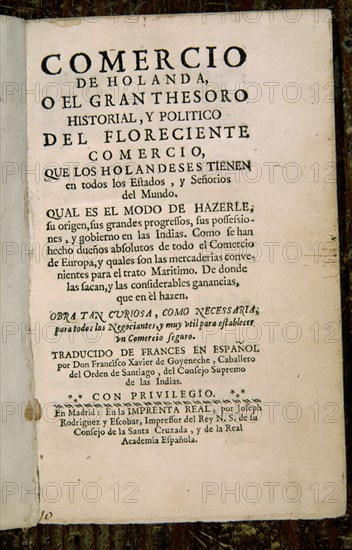 COMERCIO
DE HOLANDA,
O EL GRAN THESORO
HISTORIAL, Y POLITICO
DEL FLORECIENTE
COMERCIO,
QUE LOS HOLANDESES TIENEN
en todos los Estados, y Señorios
del Mundo.
QUAL ES EL MODO DE HAZERLE,
su origen, sus grandes progressos, sus possessio-
nes, y gobierno en las Indias. Como se han
hecho dueños absolutos de todo el Comercio
de Europa, y quales son las mercaderias conve-
nientes para el trato Maritimo. De donde
las sacan, y las considerables ganancias,
que en èl hazen.
OBRA TAN CURIOSA, COMO NECESSARIA,
para todos los Negociantes, y muy vtil para establecer
vn Comercio seguro.
TRADUCIDO DE FRANCES EN ESPAÑOL
por Don Francisco Xavier de Goyeneche, Cavallero
del Orden de Santiago, del Consejo Supremo
de las Indias.
CON PRIVILEGIO.
En Madrid: En la IMPRENTA REAL, por Joseph
Rodriguez y Escobar, Impressor del Rey N. S. de su
Consejo de la Santa Cruzada, y de la Real
Academia Española.
10